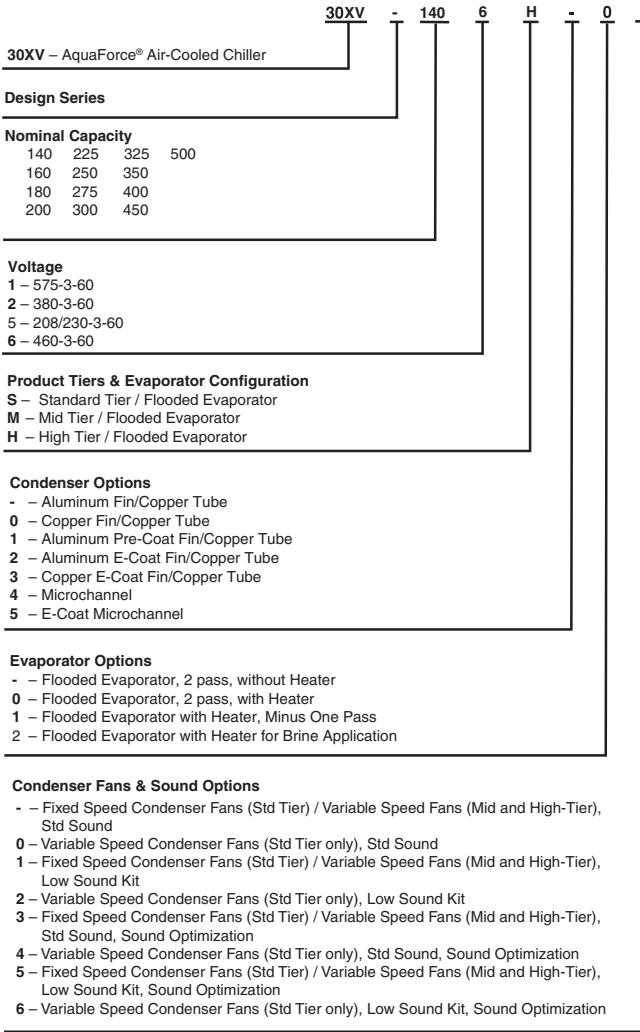 30XV - 140 6 H - 0 -
30XV – AquaForce® Air-Cooled Chiller
Design Series
Nominal Capacity
140 225 325 500
160 250 350
180 275 400
200 300 450
Voltage
1 – 575-3-60
2 – 380-3-60
5 – 208/230-3-60
6 – 460-3-60
Product Tiers & Evaporator Configuration
S – Standard Tier / Flooded Evaporator
M – Mid Tier / Flooded Evaporator
H – High Tier / Flooded Evaporator
Condenser Options
- – Aluminum Fin/Copper Tube
0 – Copper Fin/Copper Tube
1 – Aluminum Pre-Coat Fin/Copper Tube
2 – Aluminum E-Coat Fin/Copper Tube
3 – Copper E-Coat Fin/Copper Tube
4 – Microchannel
5 – E-Coat Microchannel
Evaporator Options
- – Flooded Evaporator, 2 pass, without Heater
0 – Flooded Evaporator, 2 pass, with Heater
1 – Flooded Evaporator with Heater, Minus One Pass
2 – Flooded Evaporator with Heater for Brine Application
Condenser Fans & Sound Options
- – Fixed Speed Condenser Fans (Std Tier) / Variable Speed Fans (Mid and High-Tier),
Std Sound
0 – Variable Speed Condenser Fans (Std Tier only), Std Sound
1 – Fixed Speed Condenser Fans (Std Tier) / Variable Speed Fans (Mid and High-Tier),
Low Sound Kit
2 – Variable Speed Condenser Fans (Std Tier only), Low Sound Kit
3 – Fixed Speed Condenser Fans (Std Tier) / Variable Speed Fans (Mid and High-Tier),
Std Sound, Sound Optimization
4 – Variable Speed Condenser Fans (Std Tier only), Std Sound, Sound Optimization
5 – Fixed Speed Condenser Fans (Std Tier) / Variable Speed Fans (Mid and High-Tier),
Low Sound Kit, Sound Optimization
6 – Variable Speed Condenser Fans (Std Tier only), Low Sound Kit, Sound Optimization